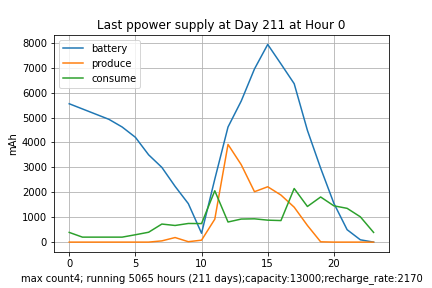 Last ppower supply at Day 211 at Hour 0
8000
7000
6000
5000
4000
3000
2000
1000
0
mAh
battery
produce
consume
0 5 10 15 20
max count4; running 5065 hours (211 days);capacity:13000;recharge_rate:2170